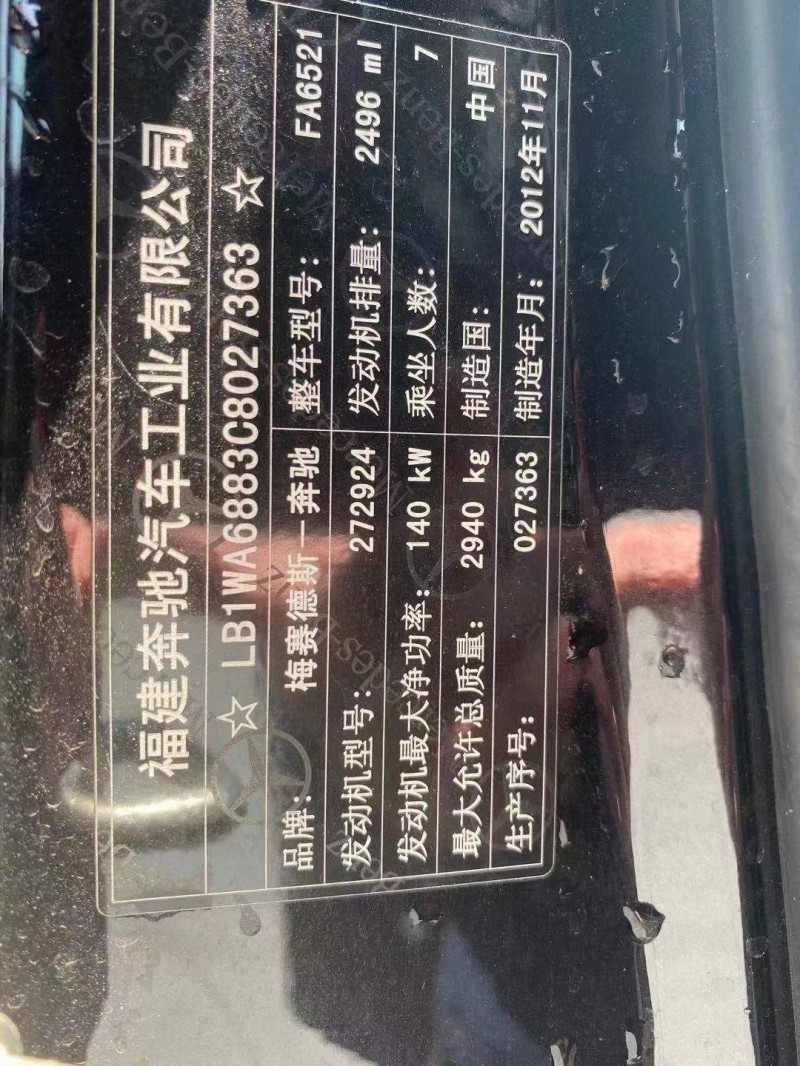 福建奔驰汽车工业有限公司
☆ LB1WA6883C8027363 ☆
品牌: 梅赛德斯-奔驰 整车型号: FA6521
发动机型号: 272924 发动机排量: 2496 ml
发动机最大净功率: 140 kW 乘坐人数: 7
最大允许总质量: 2940 kg 制造国: 中国
生产序号: 027363 制造年月: 2012年11月